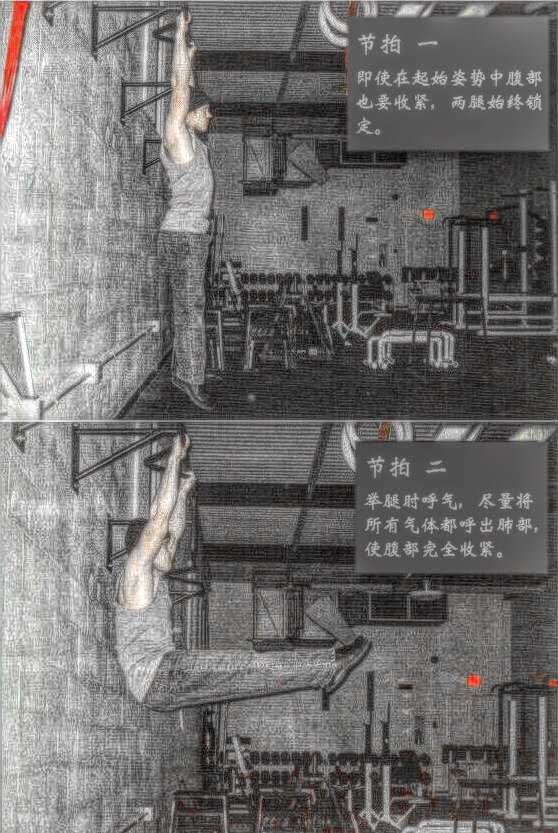 节拍 一
即使在起始姿势中腹部
也要收紧，两腿始终锁
定。
节拍 二
举腿时呼气，尽量将
所有气体都呼出肺部，
使腹部完全收紧。